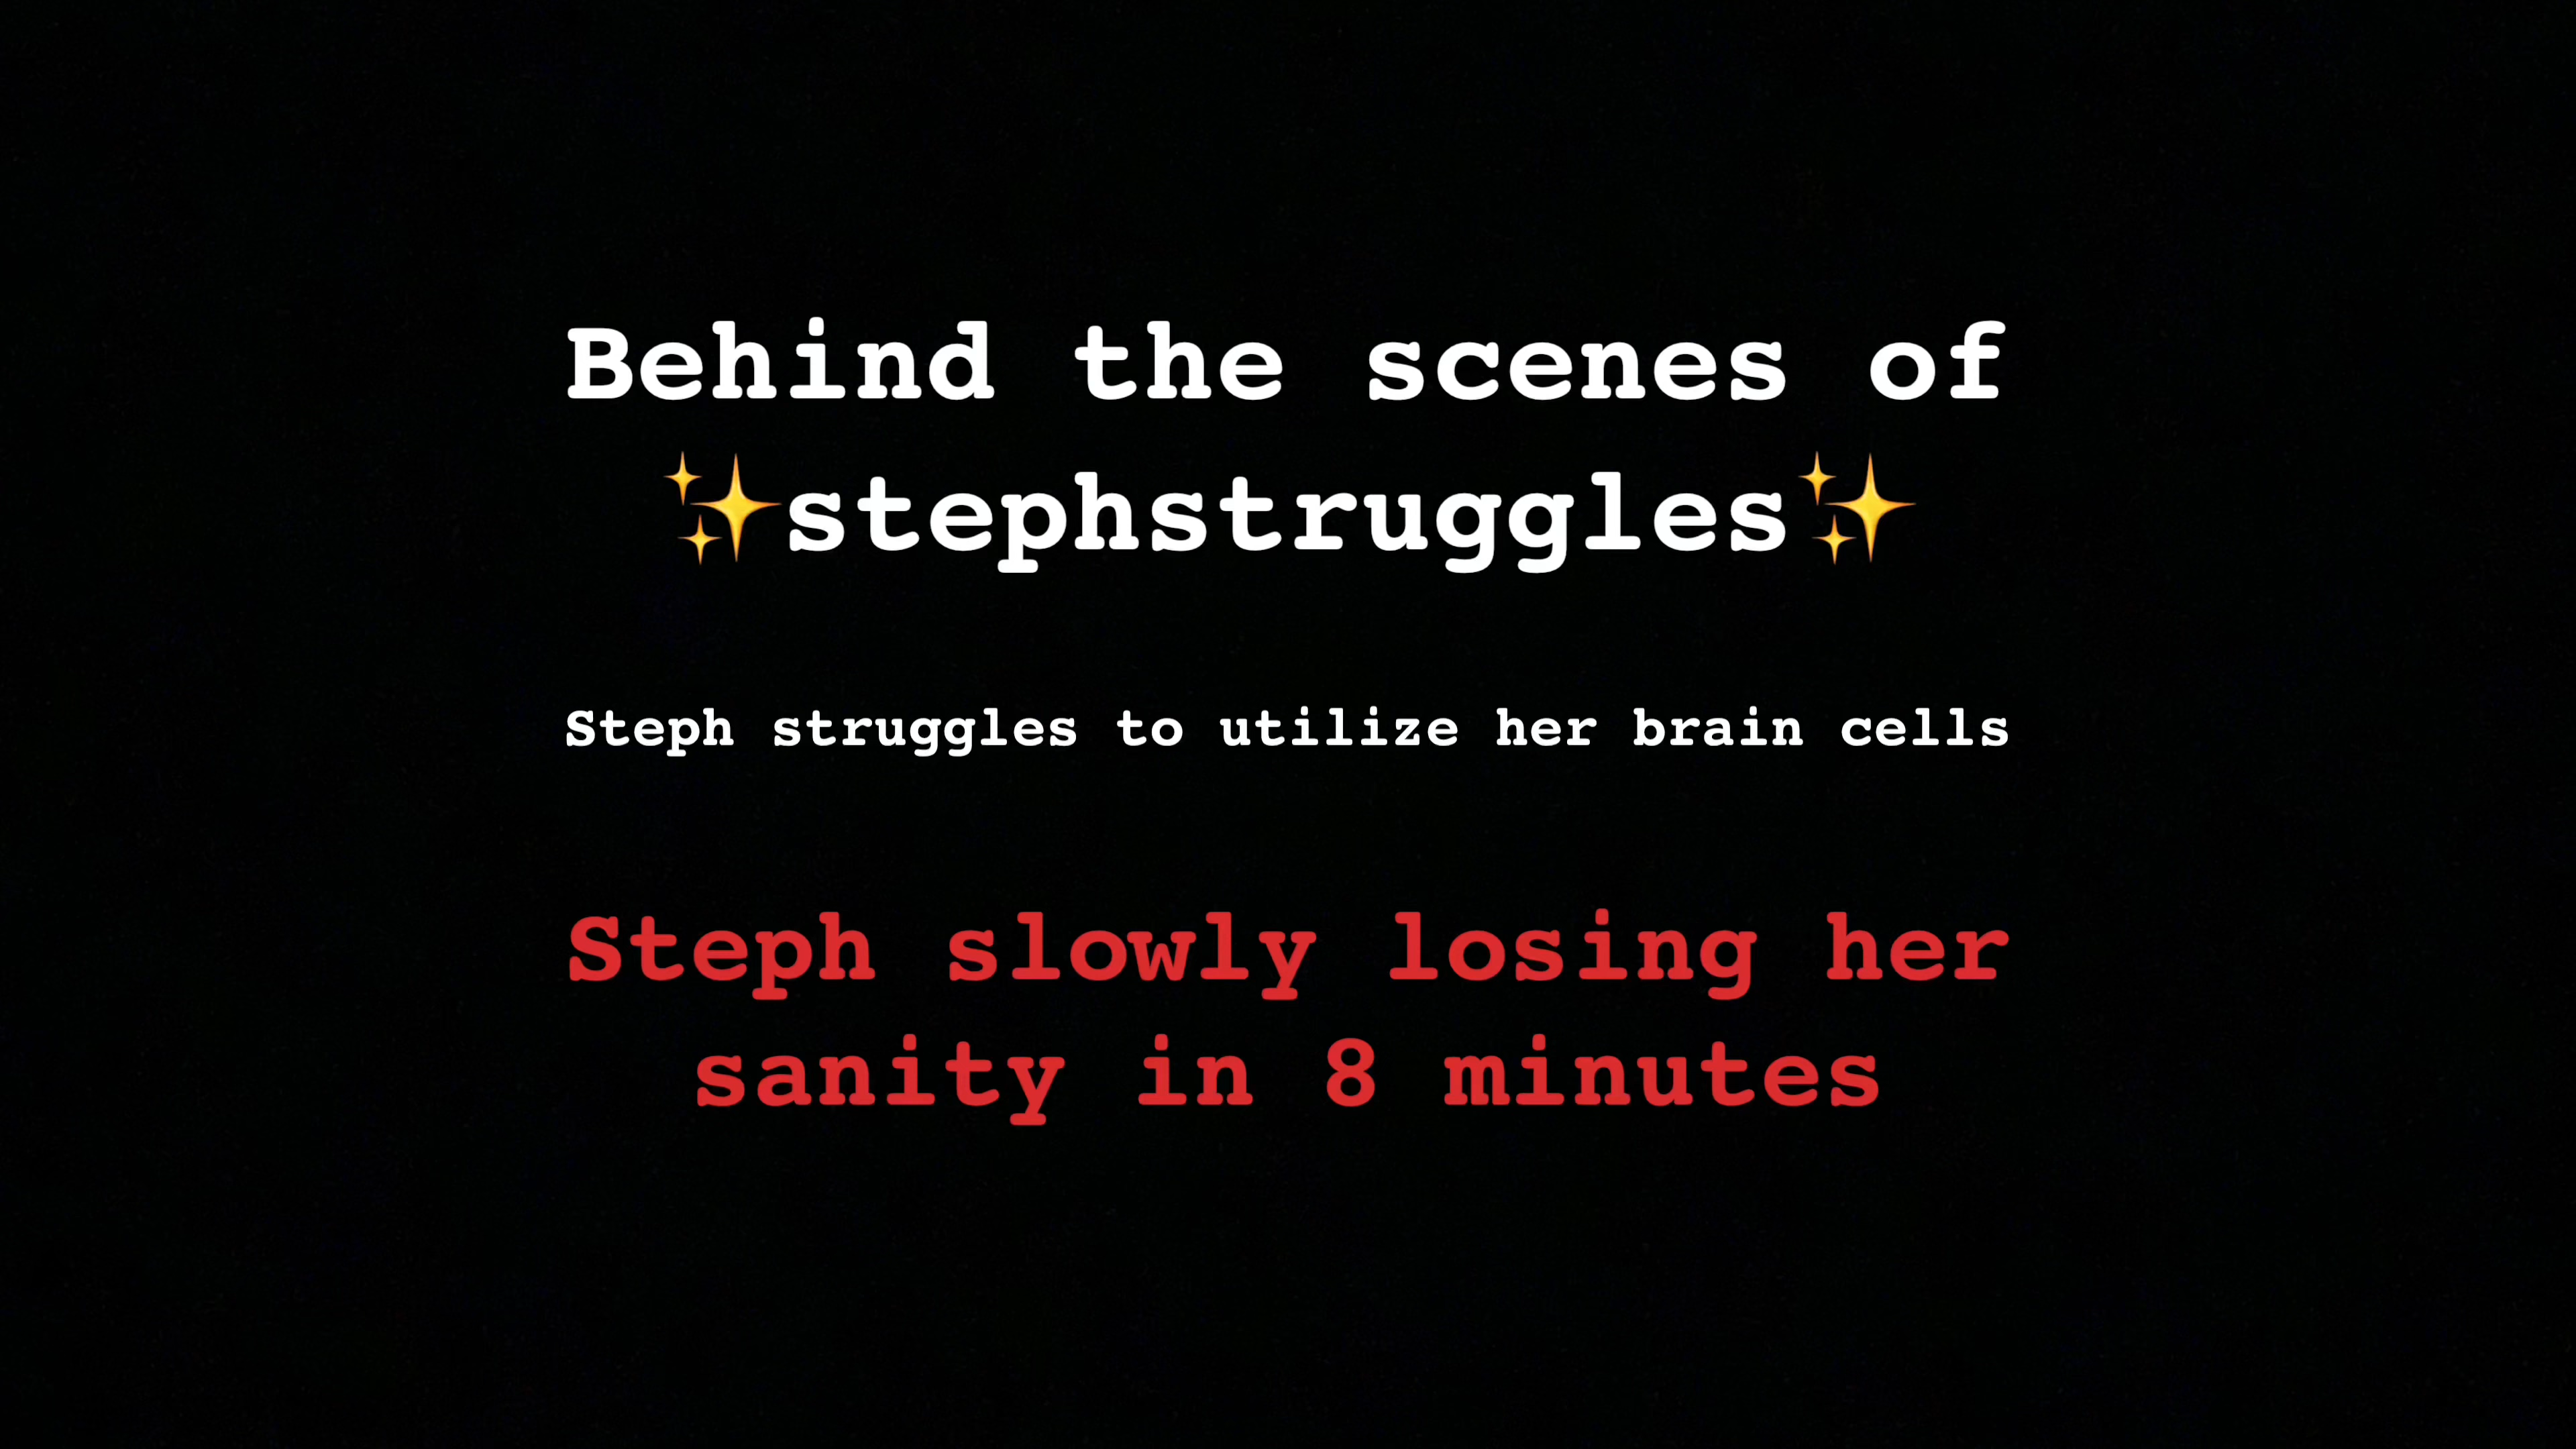 Behind the scenes of
✨stephstruggles✨
Steph struggles to utilize her brain cells
Steph slowly losing her
sanity in 8 minutes